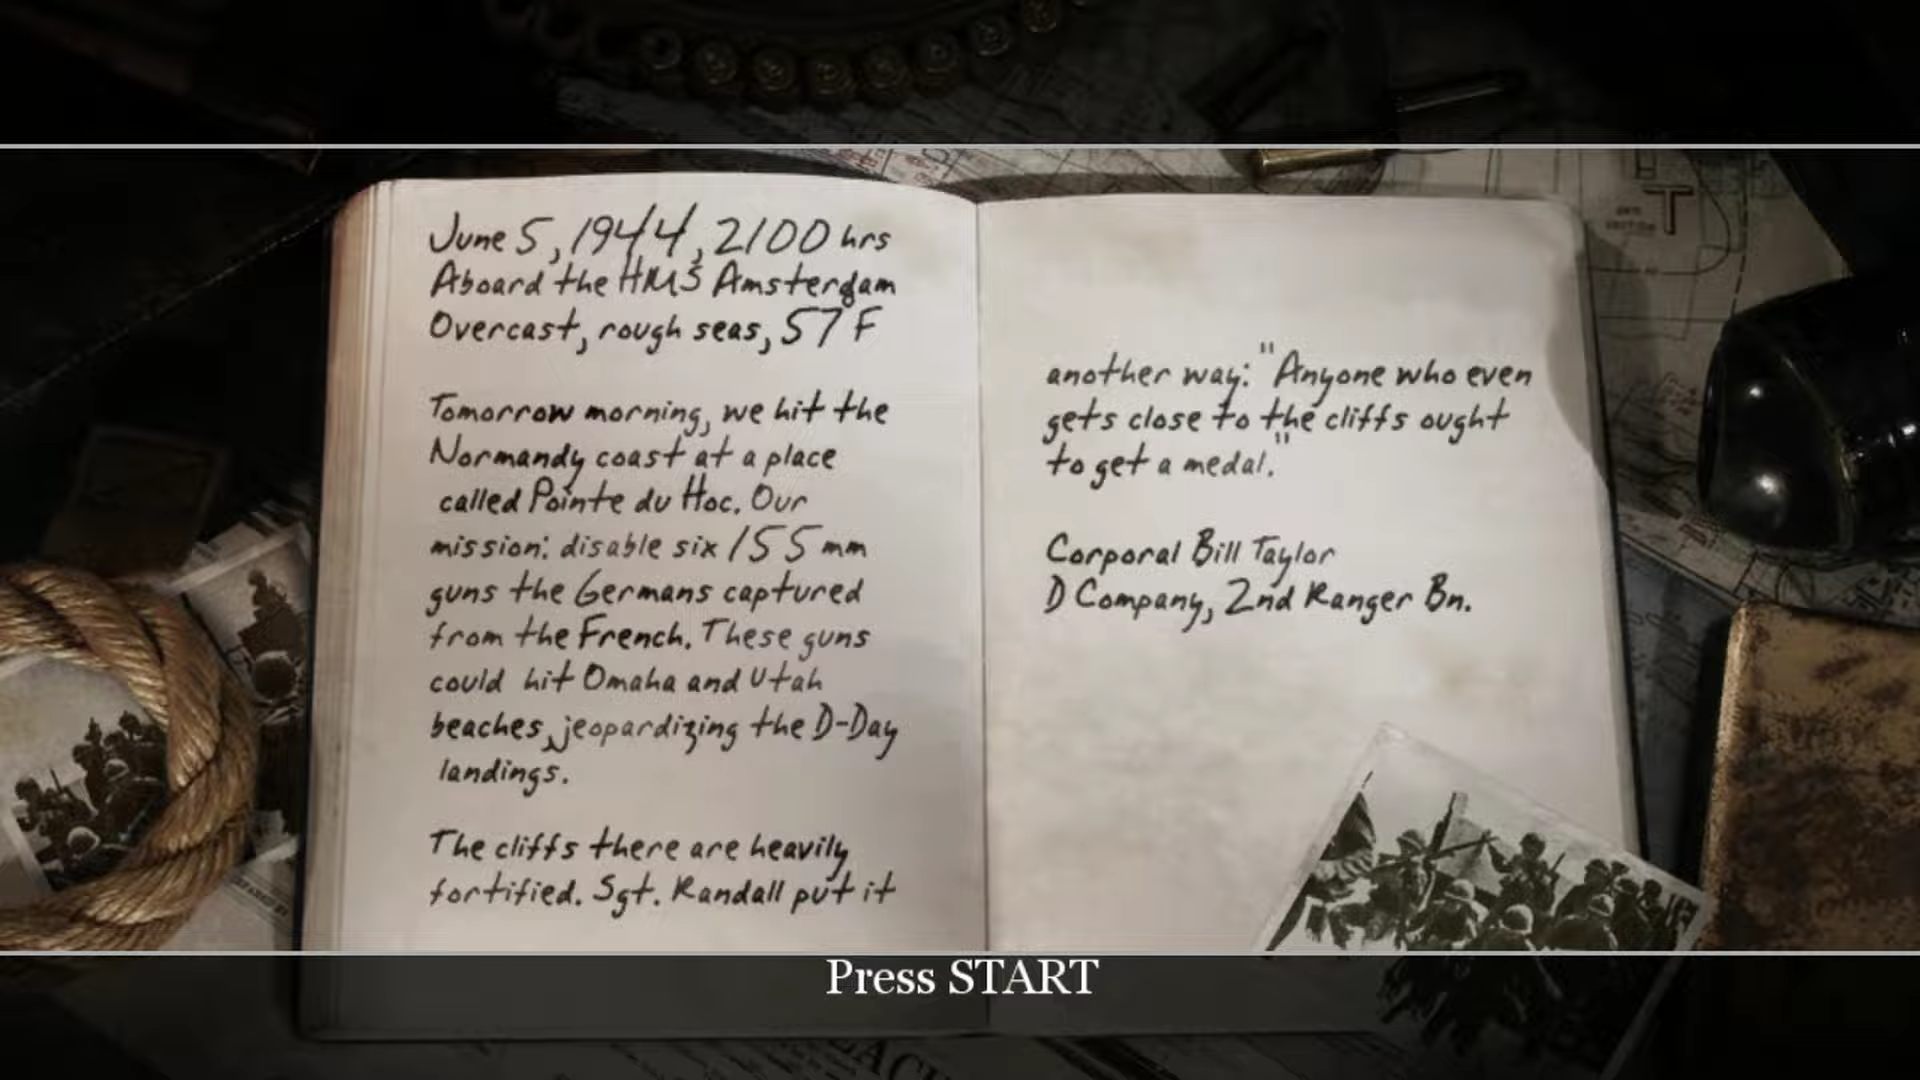 June 5, 1944, 2100 hrs
Aboard the HMS Amsterdam
Overcast, rough seas, 57 F
Tomorrow morning, we hit the
Normandy coast at a place
called Pointe du Hoc. Our
mission: disable six 155 mm
guns the Germans captured
from the French. These guns
could hit Omaha and Utah
beaches, jeopardizing the D-Day
landings.
The cliffs there are heavily
fortified. Sgt. Randall put it
another way: "Anyone who even
gets close to the cliffs ought
to get a medal."
Corporal Bill Taylor
D Company, 2nd Ranger Bn.
Press START